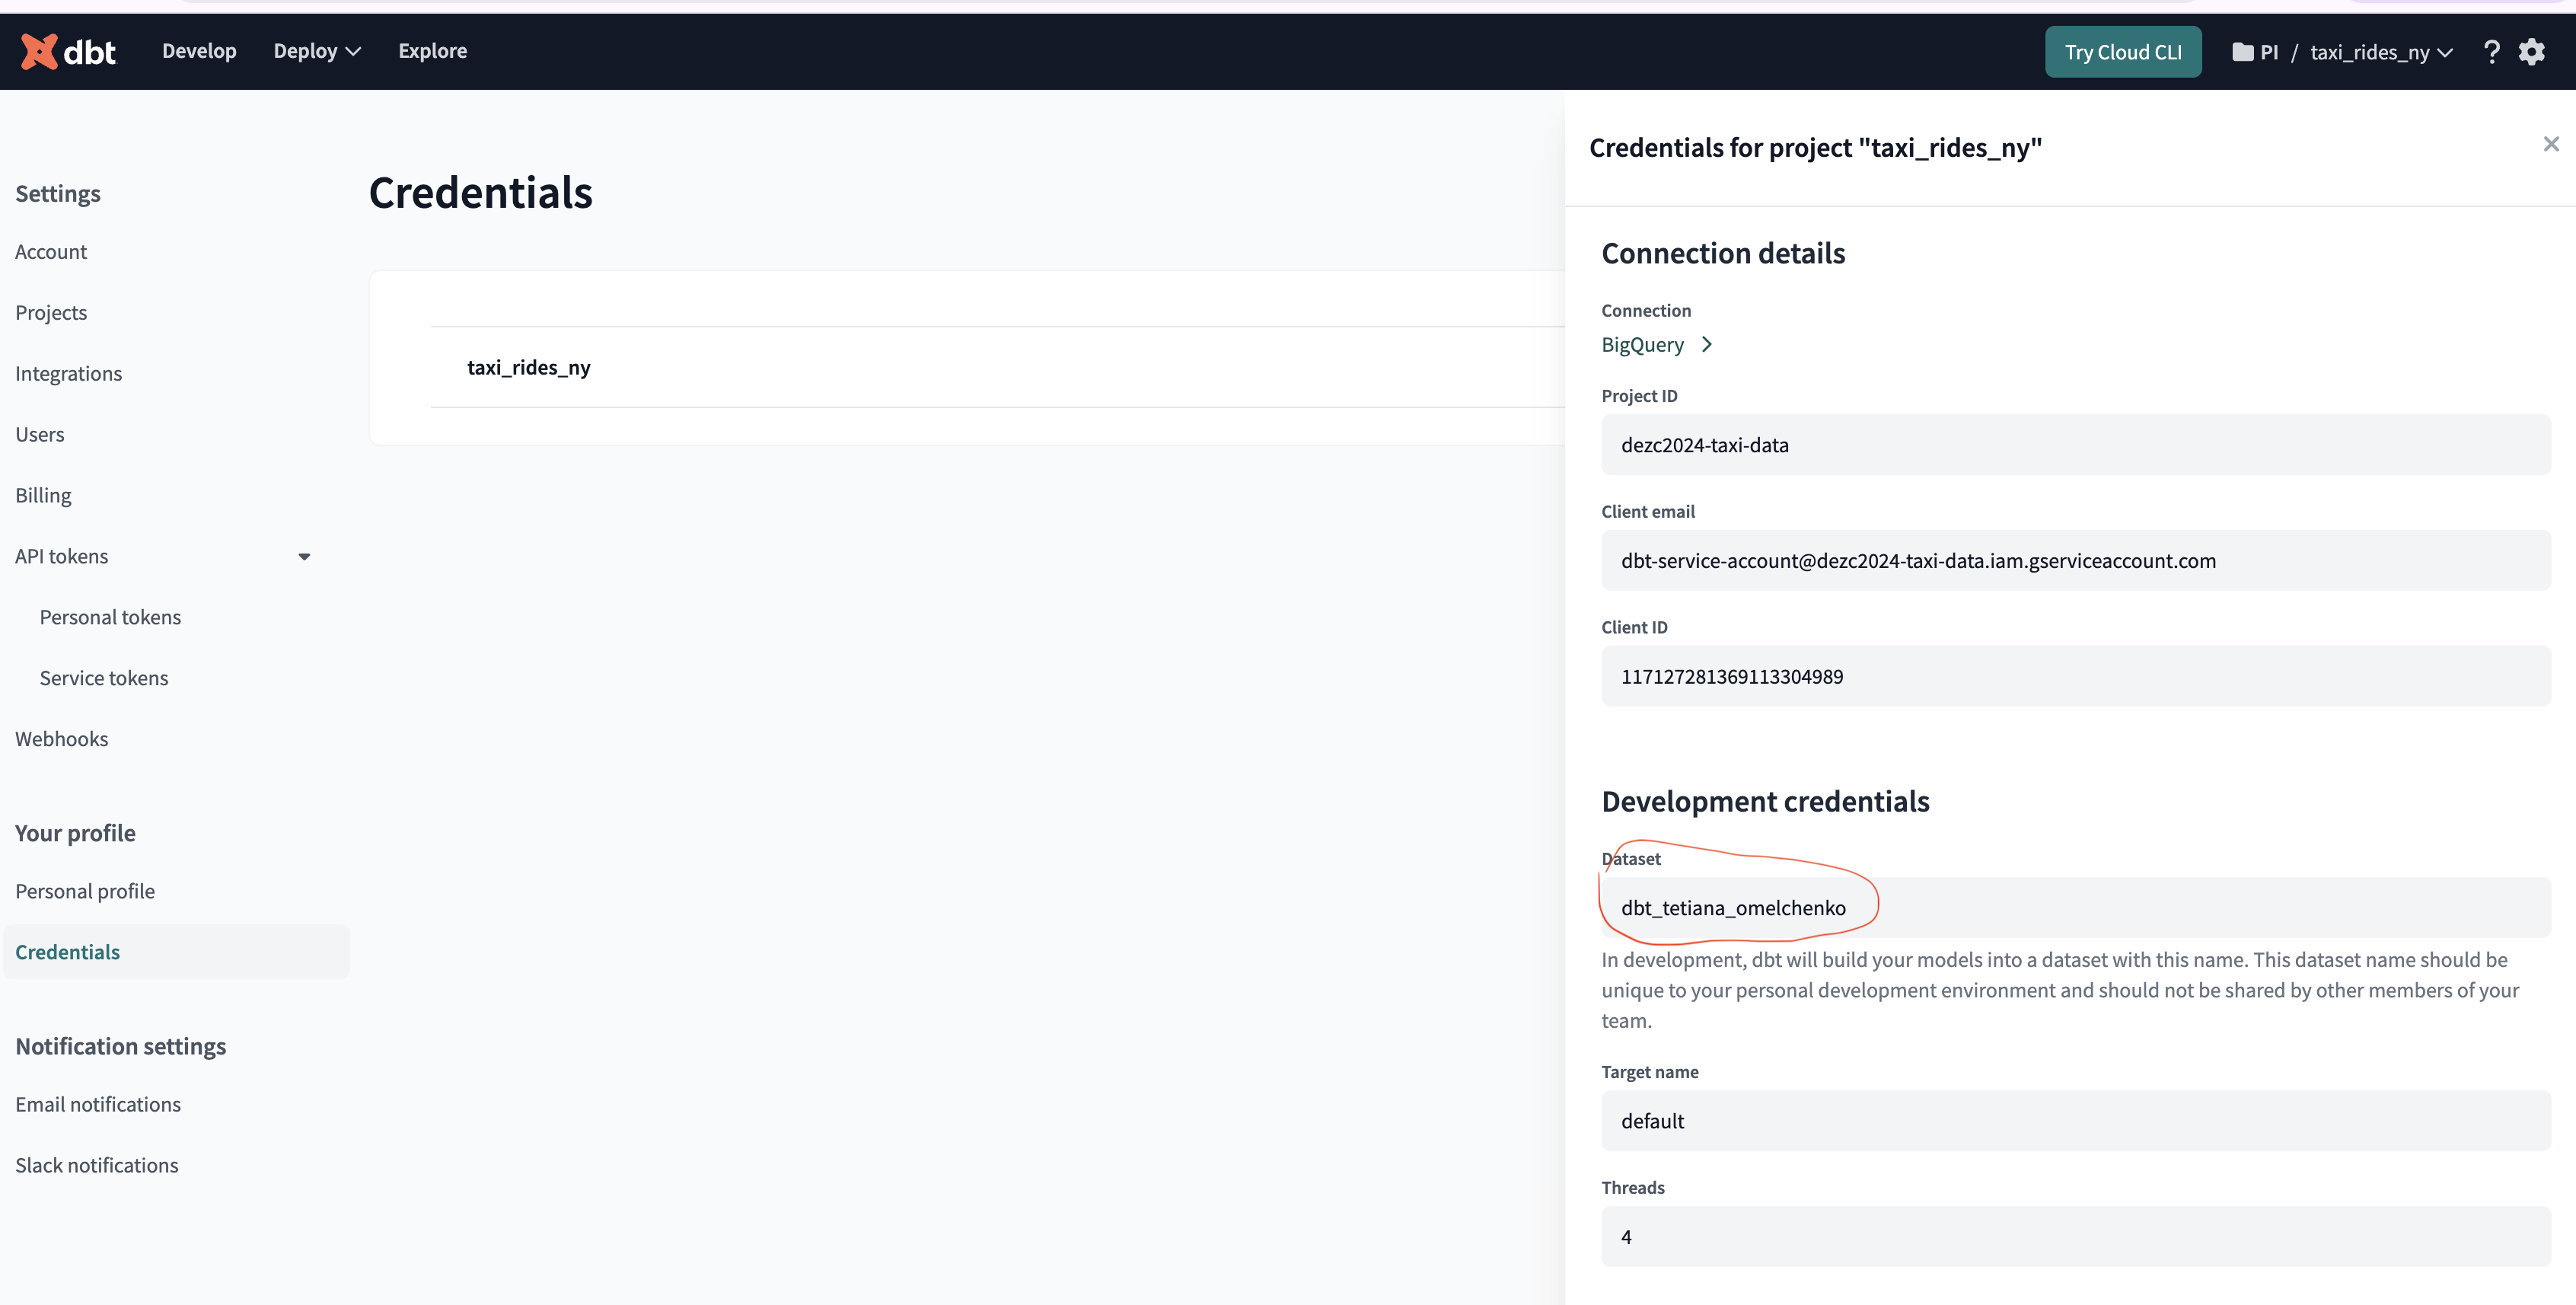 dbt
Develop
Deploy
Explore
Try Cloud CLI
PI / taxi_rides_ny
?
Settings
Account
Projects
Integrations
Users
Billing
API tokens
Personal tokens
Service tokens
Webhooks
Your profile
Personal profile
Credentials
Notification settings
Email notifications
Slack notifications
Credentials
taxi_rides_ny
Credentials for project "taxi_rides_ny"
Connection details
Connection
BigQuery
Project ID
dezc2024-taxi-data
Client email
dbt-service-account@dezc2024-taxi-data.iam.gserviceaccount.com
Client ID
117127281369113304989
Development credentials
Dataset
dbt_tetiana_omelchenko
In development, dbt will build your models into a dataset with this name. This dataset name should be
unique to your personal development environment and should not be shared by other members of your
team.
Target name
default
Threads
4